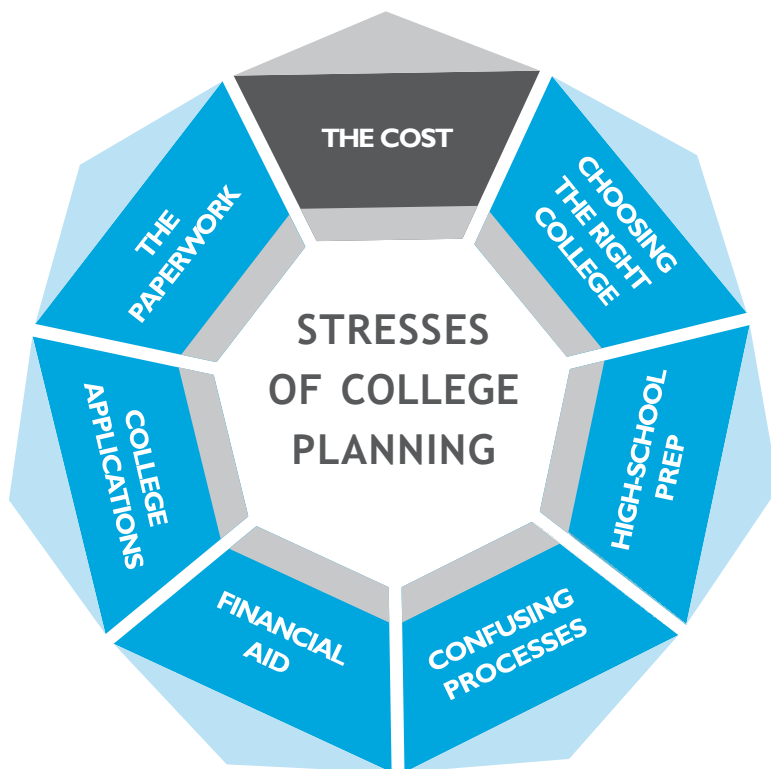 STRESSES
OF COLLEGE
PLANNING
THE COST
CHOOSING
THE RIGHT
COLLEGE
HIGH-SCHOOL
PREP
CONFUSING
PROCESSES
FINANCIAL
AID
COLLEGE
APPLICATIONS
THE
PAPERWORK